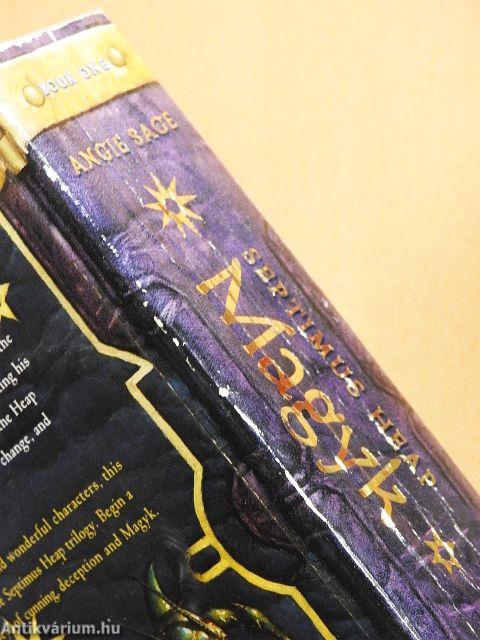 BOOK ONE
ANGIE SAGE
SEPTIMUS HEAP
Magyk
the
his
the Heap
change, and
wonderful characters, this
Septimus Heap trilogy. Begin a
of cunning deception and Magyk.
Antikvárium.hu